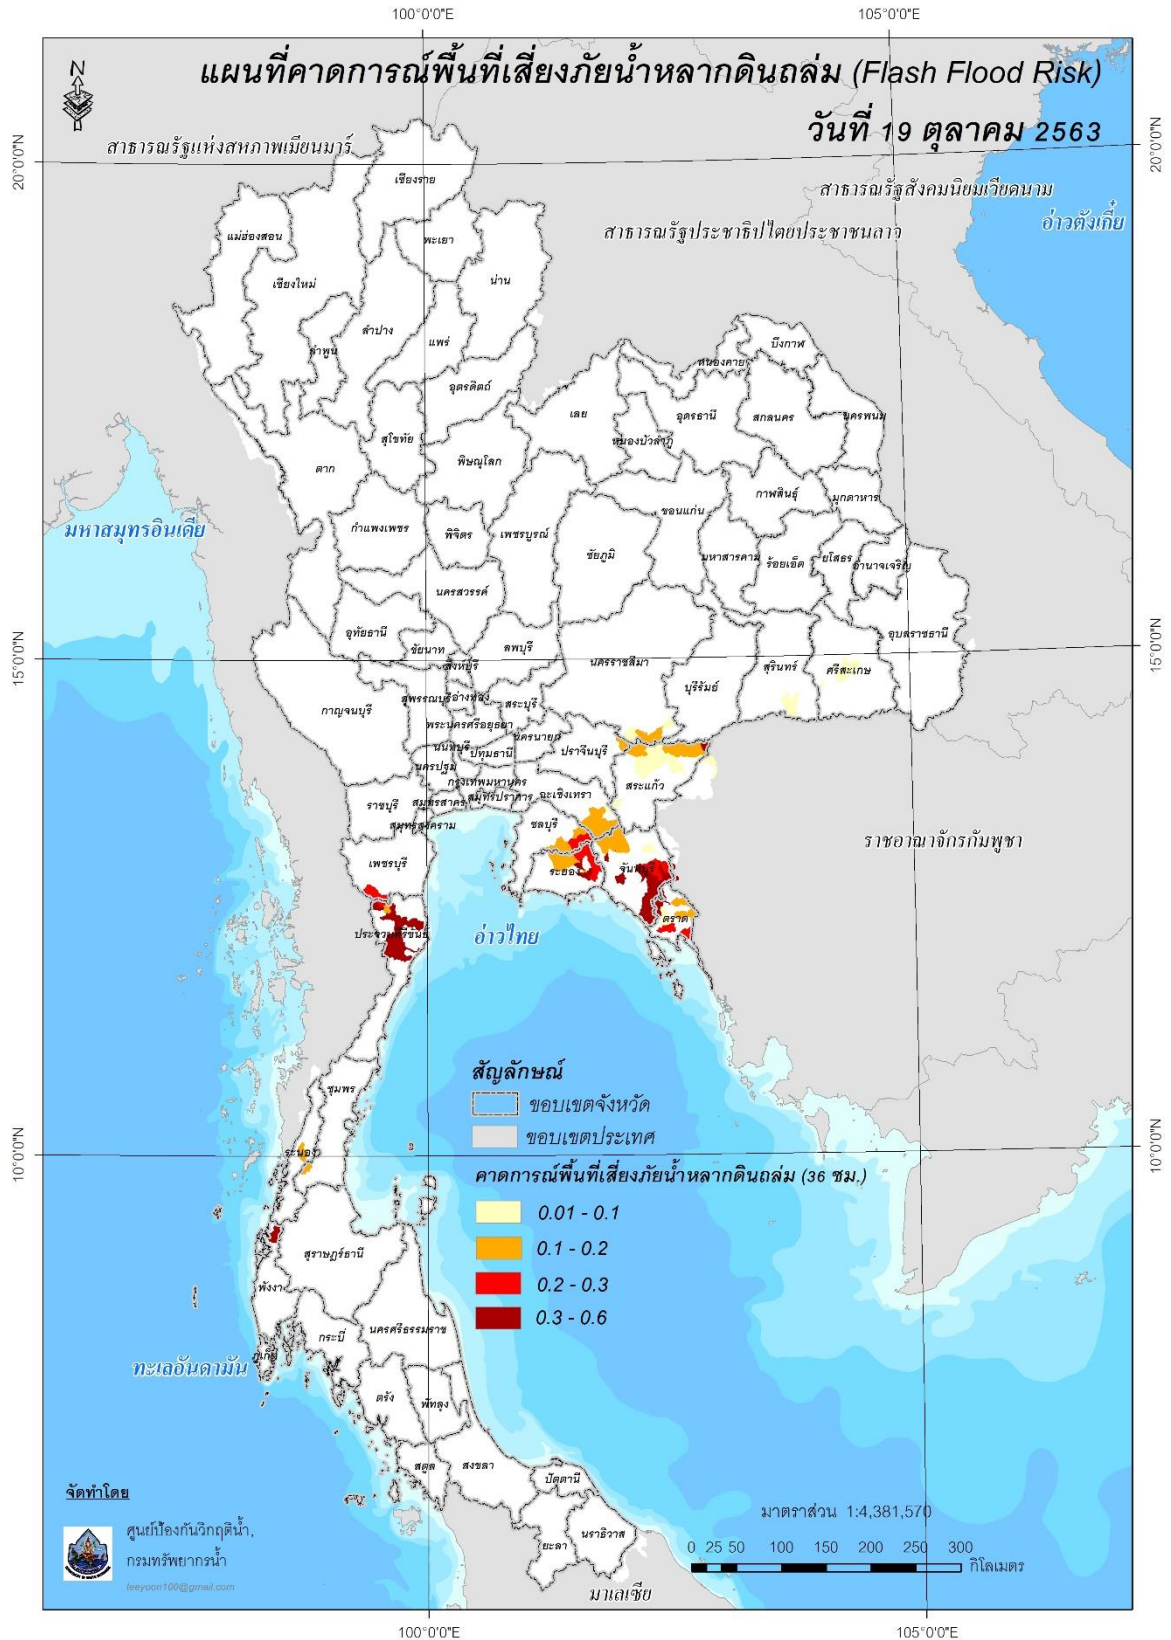 100°0'0"E
105°0'0"E
แผนที่คาดการณ์พื้นที่เสี่ยงภัยน้ำหลากดินถล่ม (Flash Flood Risk)
วันที่ 19 ตุลาคม 2563
N
20°0'0"N
20°0'0"N
สาธารณรัฐแห่งสหภาพเมียนมาร์
สาธารณรัฐสังคมนิยมเวียดนาม
สาธารณรัฐประชาธิปไตยประชาชนลาว
อ่าวตังเกี๋ย
เชียงราย
แม่ฮ่องสอน
พะเยา
เชียงใหม่
น่าน
ลำปาง
แพร่
ลำพูน
บึงกาฬ
หนองคาย
อุตรดิตถ์
เลย
อุดรธานี
สกลนคร
นครพนม
สุโขทัย
หนองบัวลำภู
ตาก
พิษณุโลก
กาฬสินธุ์
มุกดาหาร
ขอนแก่น
มหาสมุทรอินเดีย
กำแพงเพชร
พิจิตร
เพชรบูรณ์
ชัยภูมิ
มหาสารคาม
ร้อยเอ็ด
ยโสธร
อำนาจเจริญ
นครสวรรค์
อุทัยธานี
ชัยนาท
ลพบุรี
อุบลราชธานี
15°0'0"N
15°0'0"N
สิงห์บุรี
นครราชสีมา
บุรีรัมย์
สุรินทร์
ศรีสะเกษ
กาญจนบุรี
สุพรรณบุรี
อ่างทอง
สระบุรี
พระนครศรีอยุธยา
นครนายก
นนทบุรี
ปทุมธานี
ปราจีนบุรี
นครปฐม
กรุงเทพมหานคร
สระแก้ว
ราชบุรี
สมุทรสาคร
สมุทรปราการ
ฉะเชิงเทรา
สมุทรสงคราม
ชลบุรี
ราชอาณาจักรกัมพูชา
เพชรบุรี
ระยอง
จันทบุรี
ตราด
ประจวบคีรีขันธ์
อ่าวไทย
สัญลักษณ์
ขอบเขตจังหวัด
ขอบเขตประเทศ
ชุมพร
ระนอง
10°0'0"N
10°0'0"N
คาดการณ์พื้นที่เสี่ยงภัยน้ำหลากดินถล่ม (36 ชม.)
0.01 - 0.1
0.1 - 0.2
0.2 - 0.3
0.3 - 0.6
สุราษฎร์ธานี
พังงา
กระบี่
นครศรีธรรมราช
ภูเก็ต
ทะเลอันดามัน
ตรัง
พัทลุง
สตูล
สงขลา
ปัตตานี
ยะลา
นราธิวาส
มาเลเซีย
จัดทำโดย
ศูนย์ป้องกันวิกฤติน้ำ,
กรมทรัพยากรน้ำ
leeyoon100@gmail.com
มาตราส่วน 1:4,381,570
0 25 50 100 150 200 250 300
กิโลเมตร
100°0'0"E
105°0'0"E